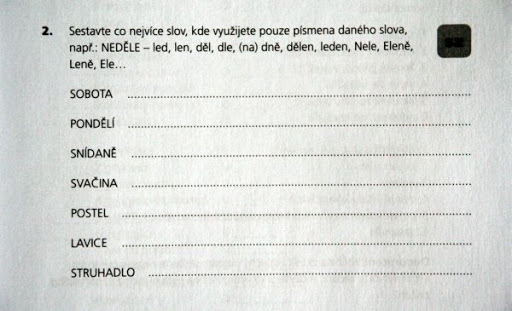 2. Sestavte co nejvíce slov, kde využijete pouze písmena daného slova,
např.: NEDĚLE – led, len, děl, dle, (na) dně, dělen, leden, Nele, Eleně,
Leně, Ele...
SOBOTA
PONDĚLÍ
SNÍDANĚ
SVAČINA
POSTEL
LAVICE
STRUHADLO